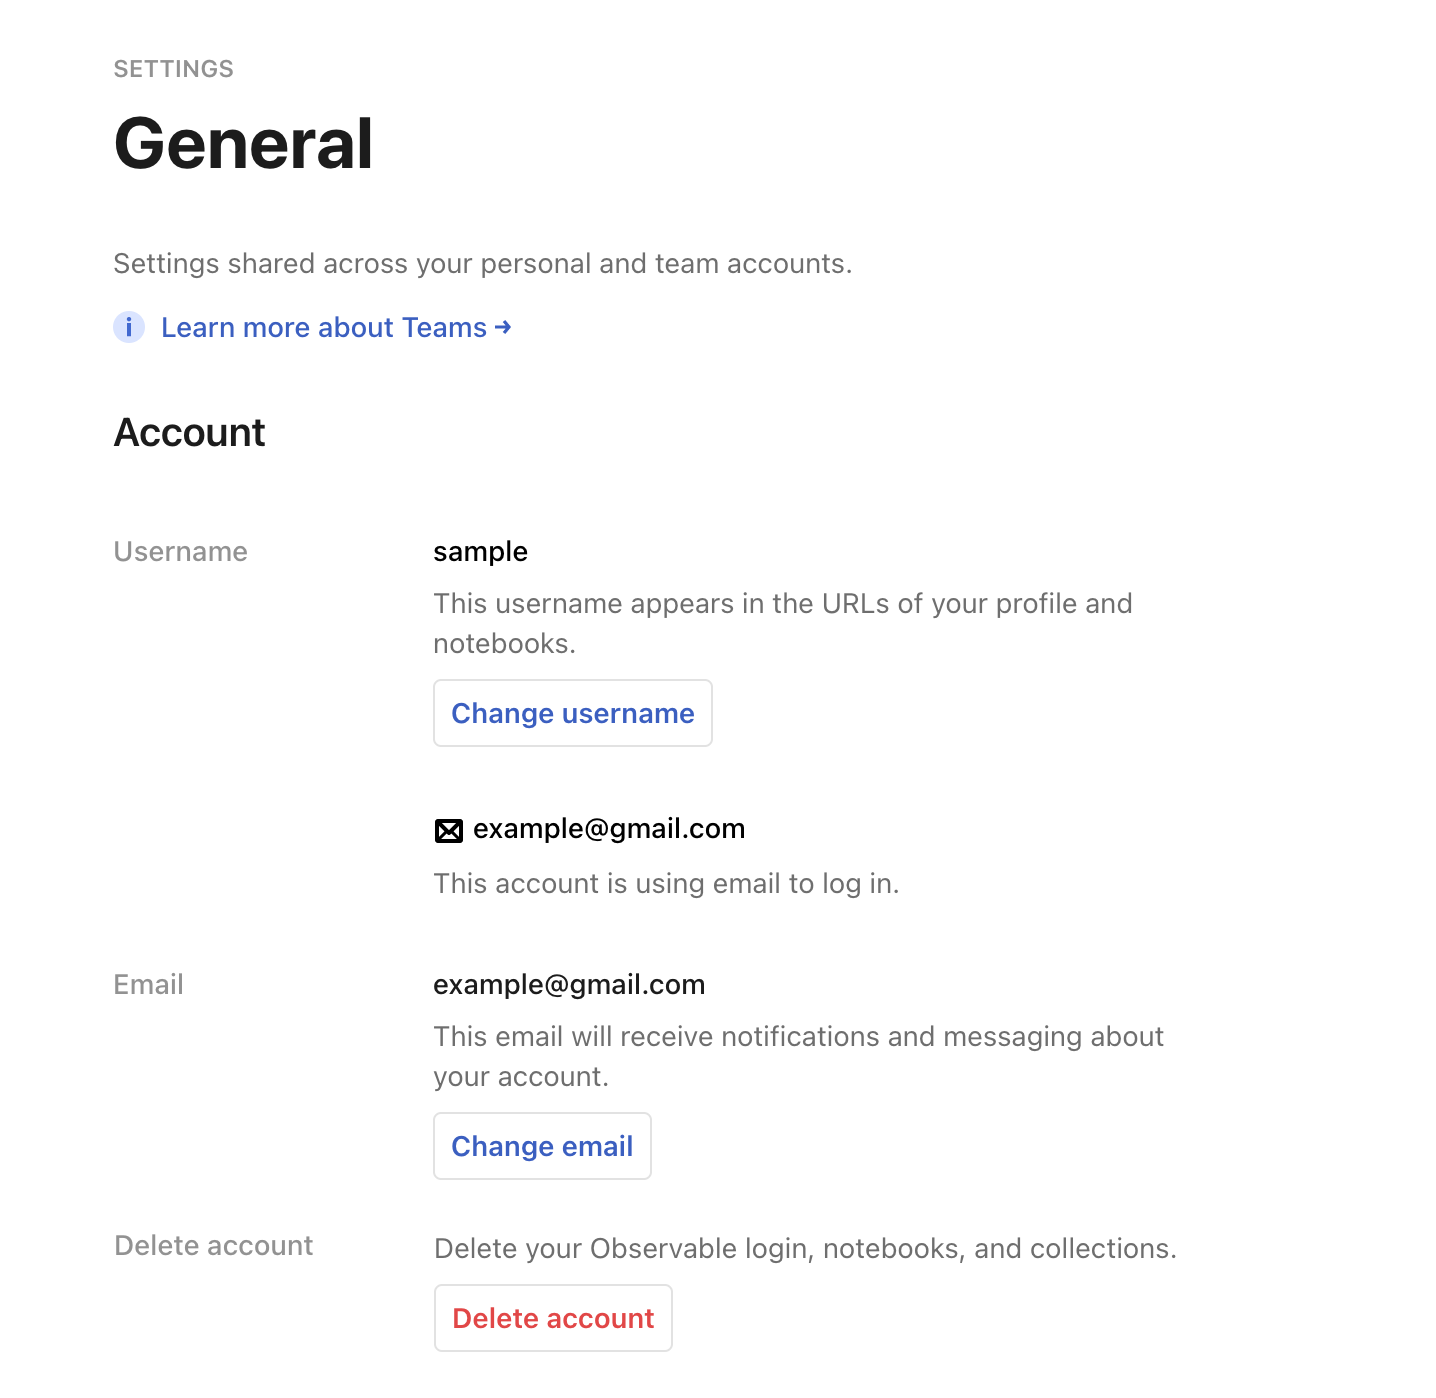 SETTINGS
General
Settings shared across your personal and team accounts.
i Learn more about Teams →
Account
Username
sample
This username appears in the URLs of your profile and
notebooks.
Change username
example@gmail.com
This account is using email to log in.
Email
example@gmail.com
This email will receive notifications and messaging about
your account.
Change email
Delete account
Delete your Observable login, notebooks, and collections.
Delete account